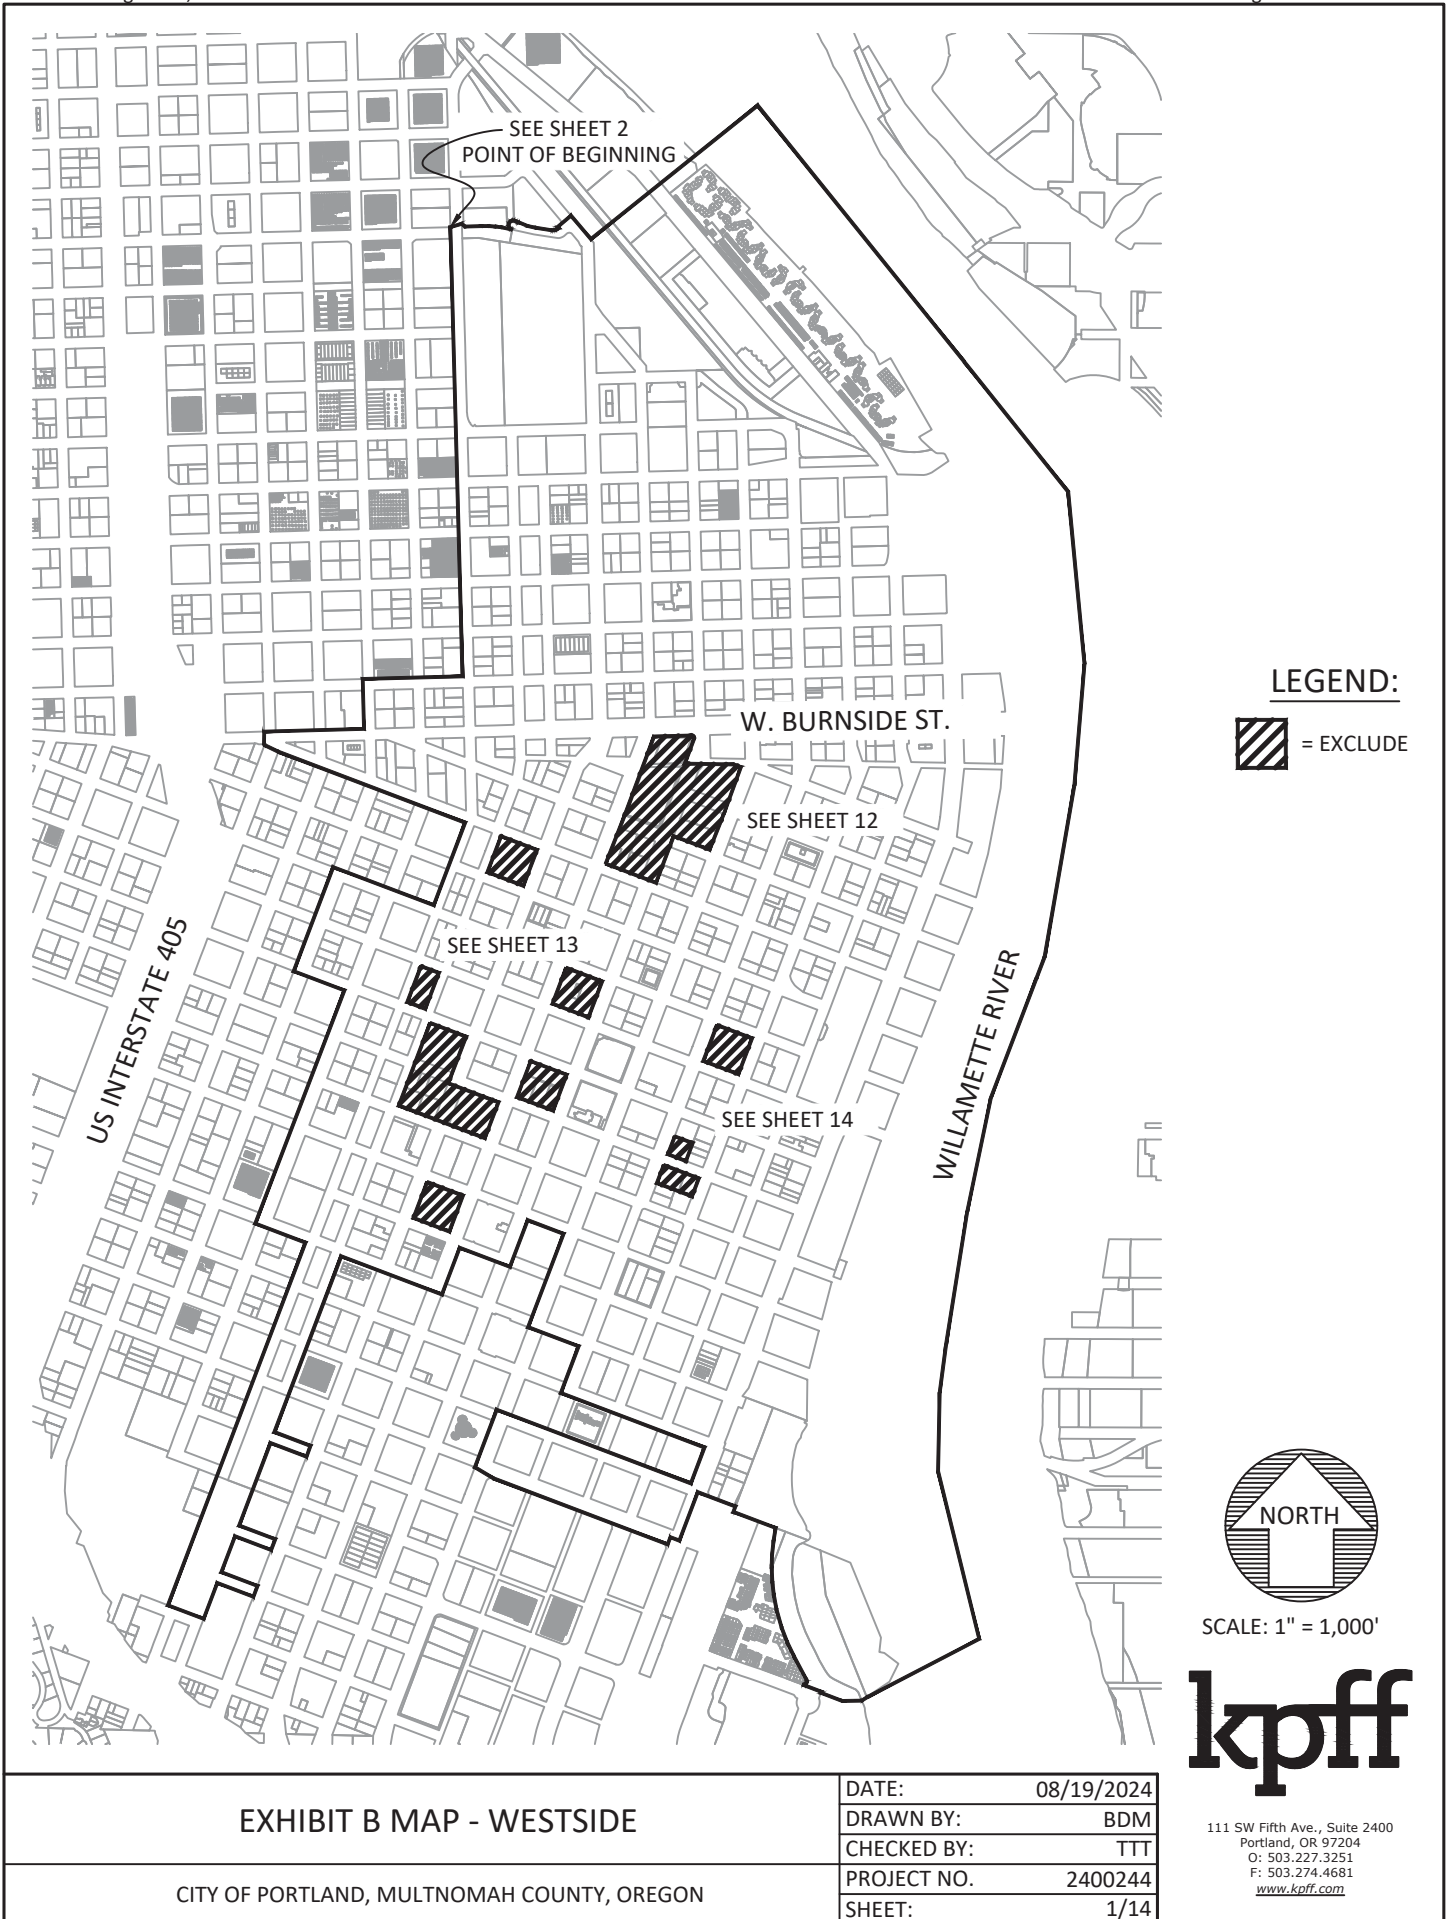 SEE SHEET 2
POINT OF BEGINNING
W. BURNSIDE ST.
LEGEND:
= EXCLUDE
SEE SHEET 12
SEE SHEET 13
US INTERSTATE 405
WILLAMETTE RIVER
SEE SHEET 14
NORTH
SCALE: 1" = 1,000'
kpff
111 SW Fifth Ave., Suite 2400
Portland, OR 97204
O: 503.227.3251
F: 503.274.4681
www.kpff.com
EXHIBIT B MAP - WESTSIDE
CITY OF PORTLAND, MULTNOMAH COUNTY, OREGON
DATE: 08/19/2024
DRAWN BY: BDM
CHECKED BY: TTT
PROJECT NO. 2400244
SHEET: 1/14